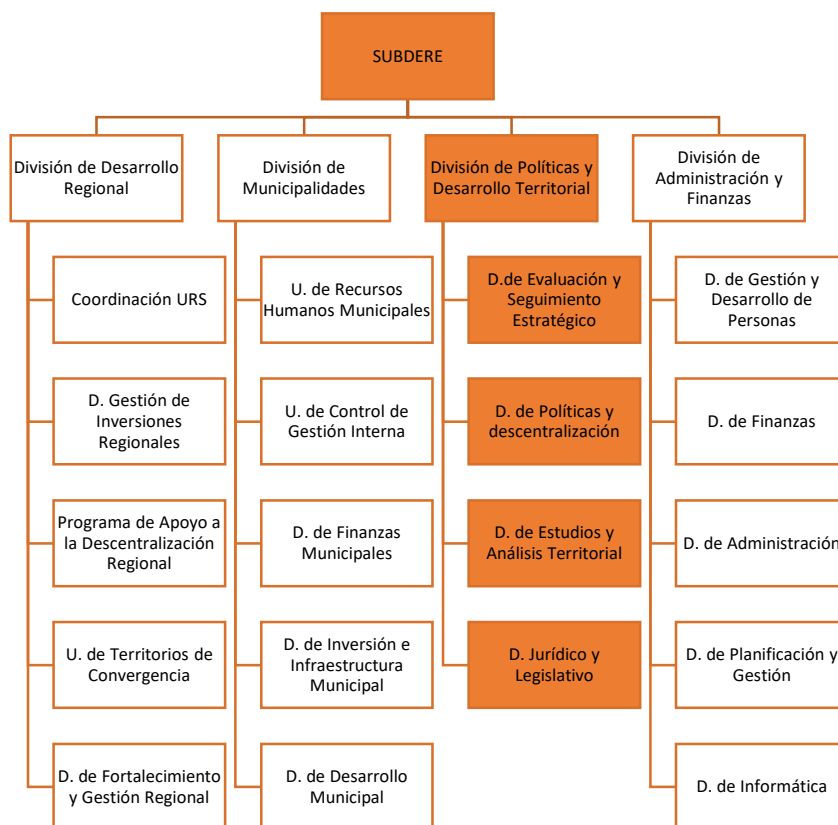 SUBDERE
División de Desarrollo
Regional
División de
Municipalidades
División de Políticas y
Desarrollo Territorial
División de
Administración y
Finanzas
Coordinación URS
D. Gestión de
Inversiones
Regionales
Programa de Apoyo a
la Descentralización
Regional
U. de Territorios de
Convergencia
D. de Fortalecimiento
y Gestión Regional
U. de Recursos
Humanos Municipales
U. de Control de
Gestión Interna
D. de Finanzas
Municipales
D. de Inversión e
Infraestructura
Municipal
D. de Desarrollo
Municipal
D.de Evaluación y
Seguimiento
Estratégico
D. de Políticas y
descentralización
D. de Estudios y
Análisis Territorial
D. Jurídico y
Legislativo
D. de Gestión y
Desarrollo de
Personas
D. de Finanzas
D. de Administración
D. de Planificación y
Gestión
D. de Informática